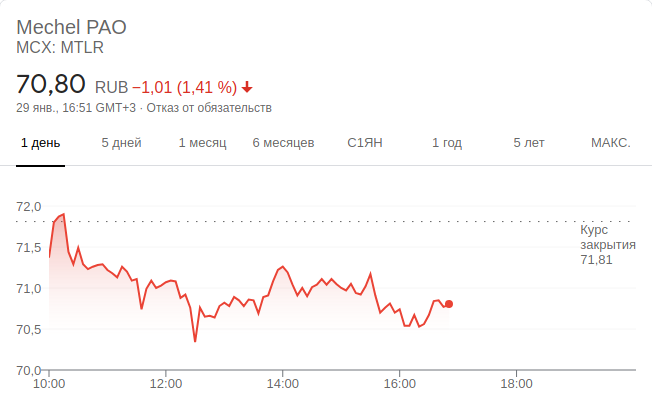 Mechel PAO
MCX: MTLR
70,80 RUB −1,01 (1,41 %)
29 янв., 16:51 GMT+3 · Отказ от обязательств
1 день 5 дней 1 месяц 6 месяцев С1ЯН 1 год 5 лет МАКС.
72,0
Курс
закрытия
71,81
71,5
71,0
70,5
70,0
10:00 12:00 14:00 16:00 18:00